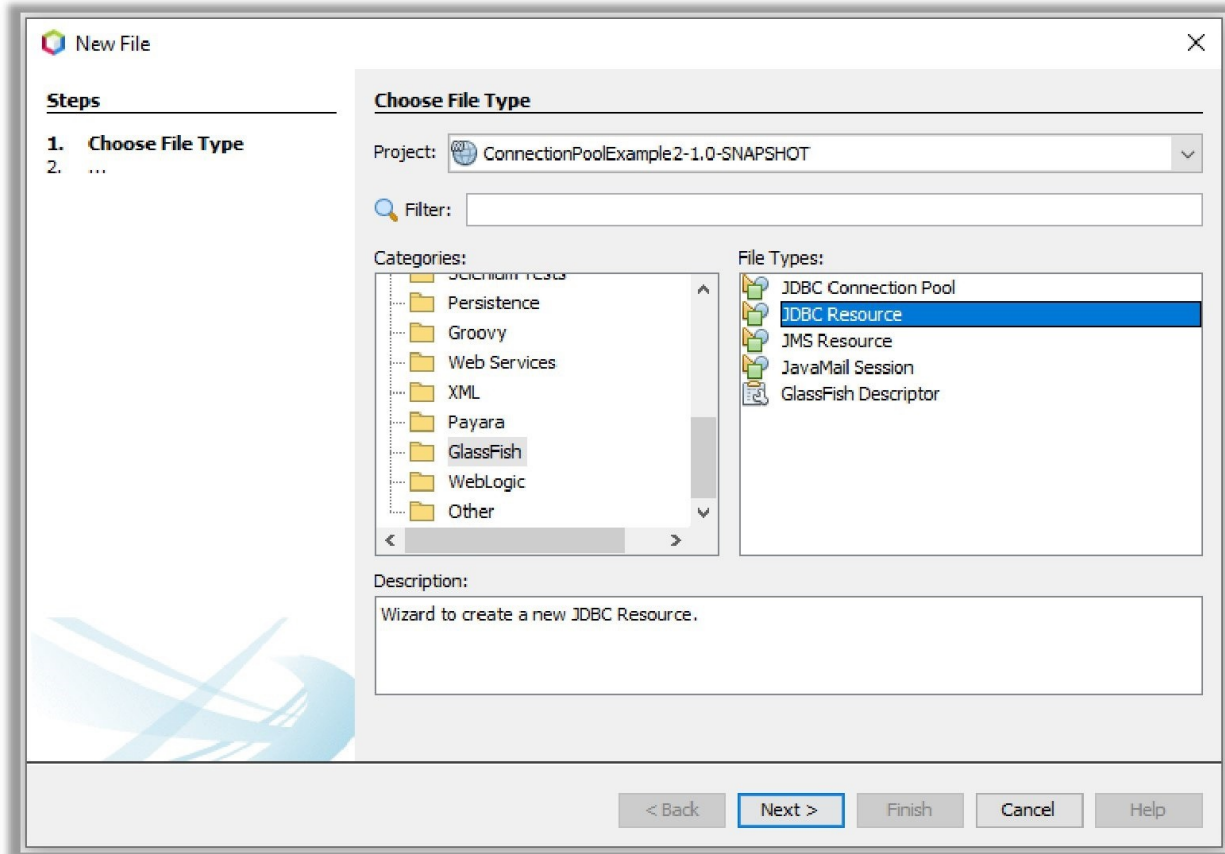 New File
Steps
1. Choose File Type
2. ...
Choose File Type
Project: ConnectionPoolExample2-1.0-SNAPSHOT
Filter:
Categories:
Selenium Tests
Persistence
Groovy
Web Services
XML
Payara
GlassFish
WebLogic
Other
File Types:
JDBC Connection Pool
JDBC Resource
JMS Resource
JavaMail Session
GlassFish Descriptor
Description:
Wizard to create a new JDBC Resource.
< Back Next > Finish Cancel Help